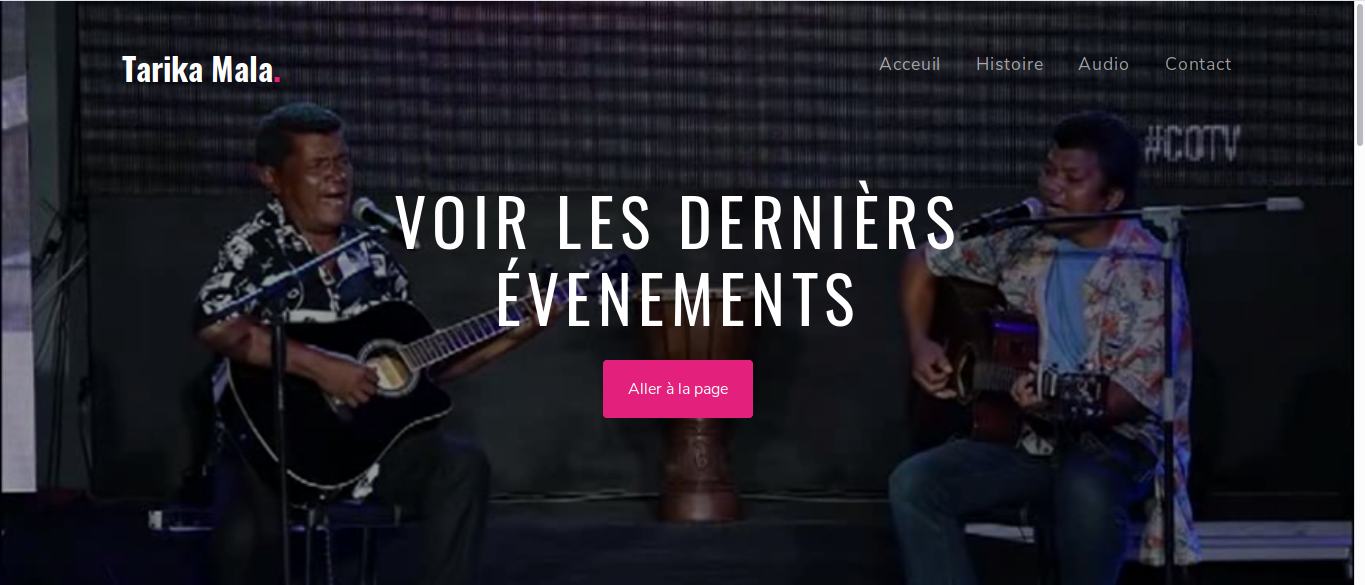 Tarika Mala.
Acceuil Histoire Audio Contact
#COTV
VOIR LES DERNIÈRS
ÉVENEMENTS
Aller à la page